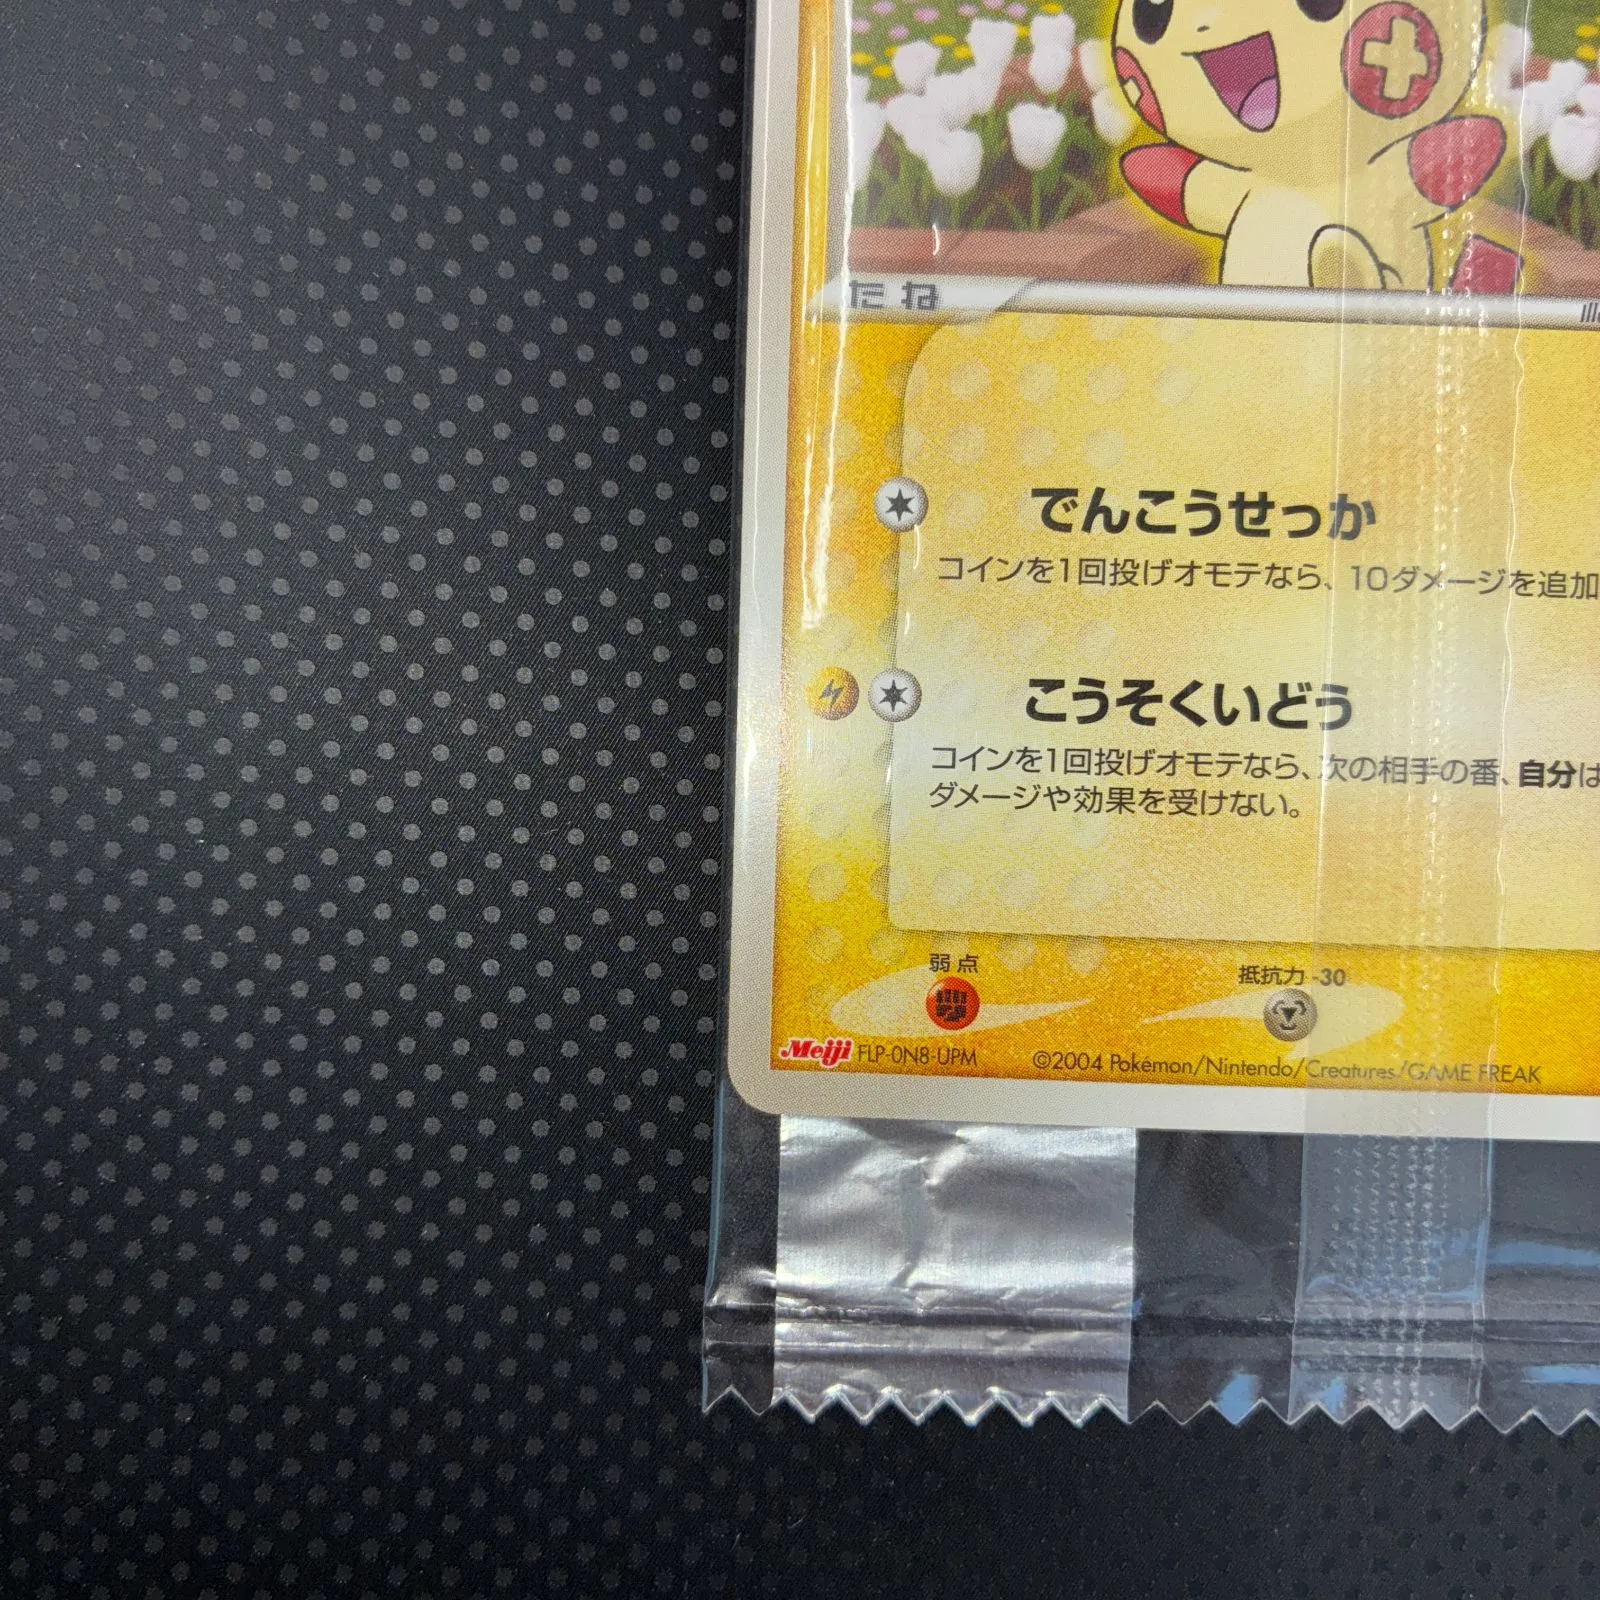 たね
でんこうせっか
コインを1回投げオモテなら、10ダメージを追加
こうそくいどう
コインを1回投げオモテなら、次の相手の番、自分は
ダメージや効果を受けない。
弱点
抵抗力 -30
Meiji FLP-0N8-UPM ©2004 Pokémon/Nintendo/Creatures/GAME FREAK